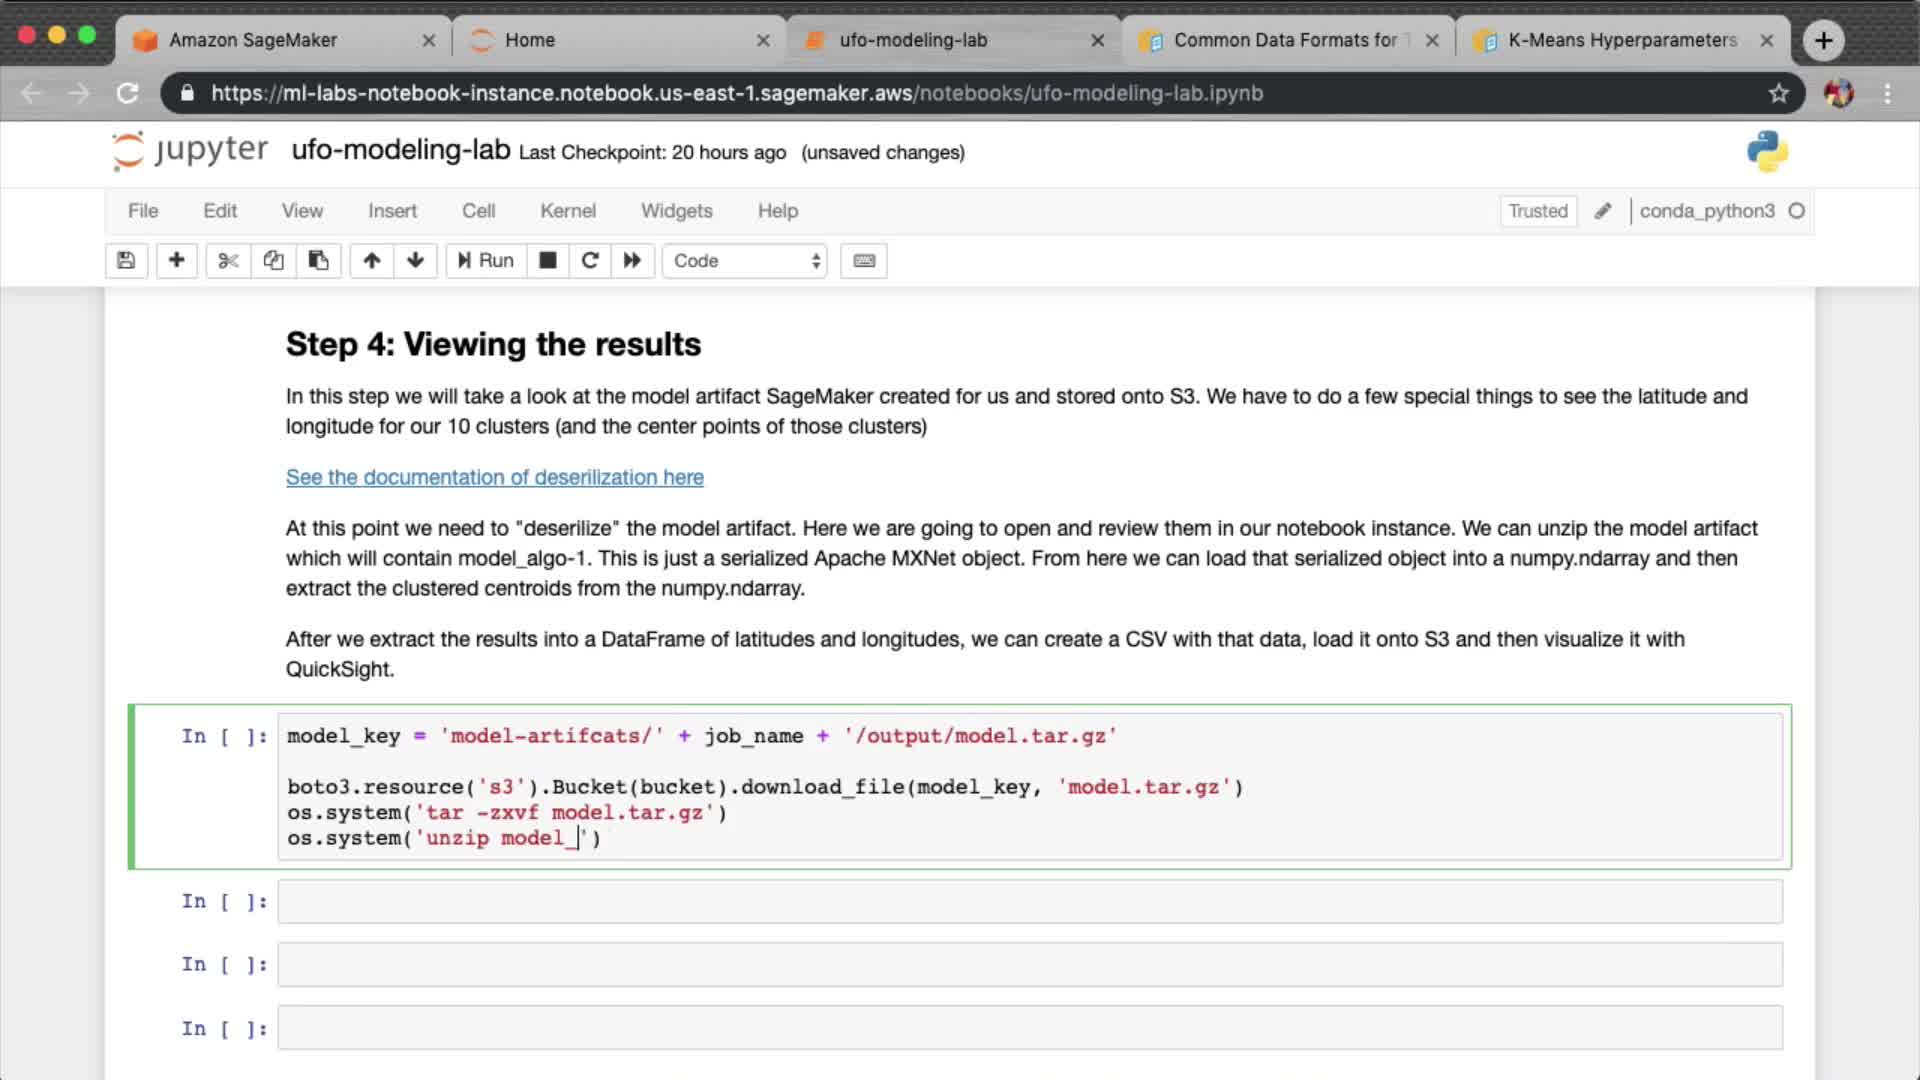 Amazon SageMaker
Home
ufo-modeling-lab
Common Data Formats for
K-Means Hyperparameters
https://ml-labs-notebook-instance.notebook.us-east-1.sagemaker.aws/notebooks/ufo-modeling-lab.ipynb
jupyter ufo-modeling-lab Last Checkpoint: 20 hours ago (unsaved changes)
File Edit View Insert Cell Kernel Widgets Help Trusted conda_python3
Run Code
Step 4: Viewing the results
In this step we will take a look at the model artifact SageMaker created for us and stored onto S3. We have to do a few special things to see the latitude and
longitude for our 10 clusters (and the center points of those clusters)
See the documentation of deserilization here
At this point we need to "deserilize" the model artifact. Here we are going to open and review them in our notebook instance. We can unzip the model artifact
which will contain model_algo-1. This is just a serialized Apache MXNet object. From here we can load that serialized object into a numpy.ndarray and then
extract the clustered centroids from the numpy.ndarray.
After we extract the results into a DataFrame of latitudes and longitudes, we can create a CSV with that data, load it onto S3 and then visualize it with
QuickSight.
In [ ]: model_key = 'model-artifcats/' + job_name + '/output/model.tar.gz'
boto3.resource('s3').Bucket(bucket).download_file(model_key, 'model.tar.gz')
os.system('tar -zxvf model.tar.gz')
os.system('unzip model_')
In [ ]:
In [ ]:
In [ ]: